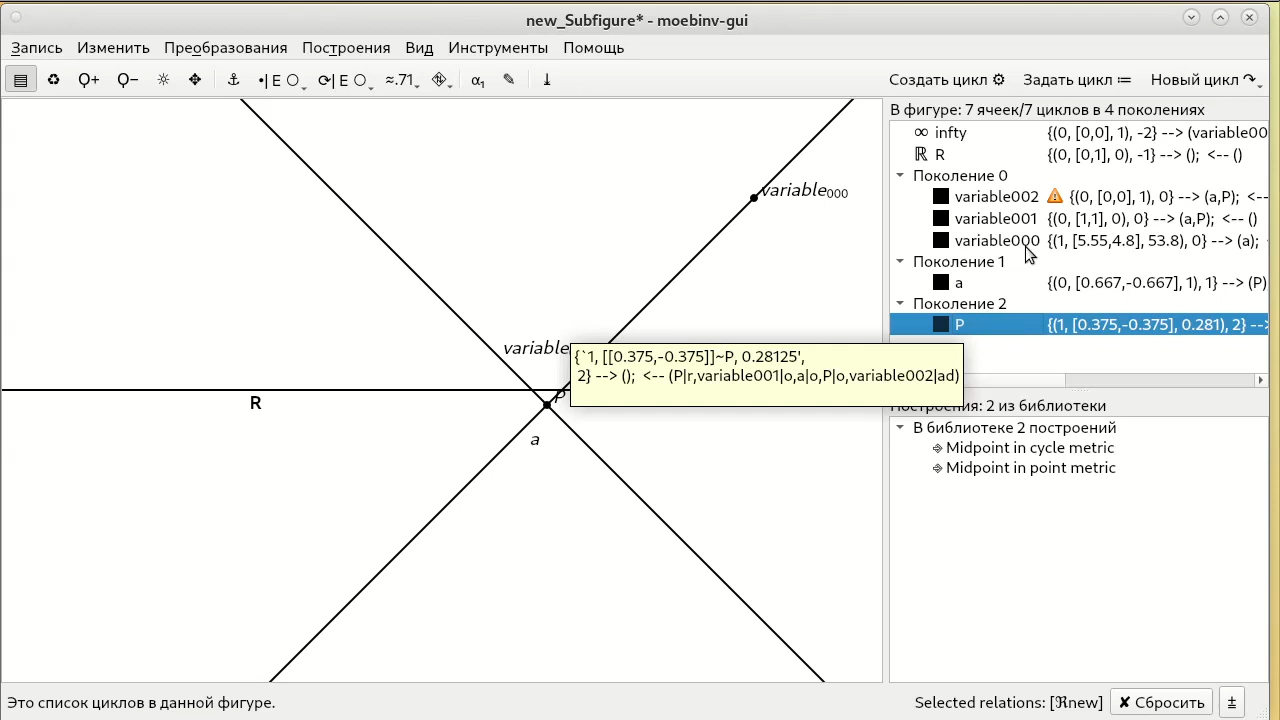 new_Subfigure* - moebinv-gui
Запись Изменить Преобразования Построения Вид Инструменты Помощь
Создать цикл Задать цикл Новый цикл
В фигуре: 7 ячеек/7 циклов в 4 поколениях
∞ infty {(0, [0,0], 1), -2} --> (variable00
ℝ R {(0, [0,1], 0), -1} --> (); <-- ()
Поколение 0
variable002 {(0, [0,0], 1), 0} --> (a,P); <--
variable001 {(0, [1,1], 0), 0} --> (a,P); <-- ()
variable000 {(1, [5.55,4.8], 53.8), 0} --> (a);
Поколение 1
a {(0, [0.667,-0.667], 1), 1} --> (P)
Поколение 2
P {(1, [0.375,-0.375], 0.281), 2} -->
variable000
variable
{`1, [[0.375,-0.375]]~P, 0.28125',
2} --> (); <-- (P|r,variable001|o,a|o,P|o,variable002|ad)
R
P
a
Построения: 2 из библиотеки
В библиотеке 2 построений
Midpoint in cycle metric
Midpoint in point metric
Это список циклов в данной фигуре.
Selected relations: [ℜnew] ✘ Сбросить ±